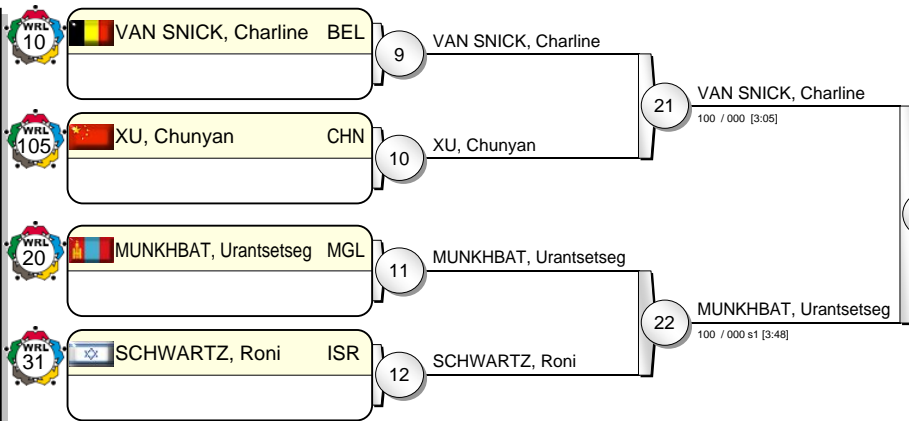 WRL
10
VAN SNICK, Charline BEL
9
VAN SNICK, Charline
21
VAN SNICK, Charline
100 / 000 [3:05]
WRL
105
XU, Chunyan CHN
10
XU, Chunyan
WRL
20
MUNKHBAT, Urantsetseg MGL
11
MUNKHBAT, Urantsetseg
22
MUNKHBAT, Urantsetseg
100 / 000 s1 [3:48]
WRL
31
SCHWARTZ, Roni ISR
12
SCHWARTZ, Roni